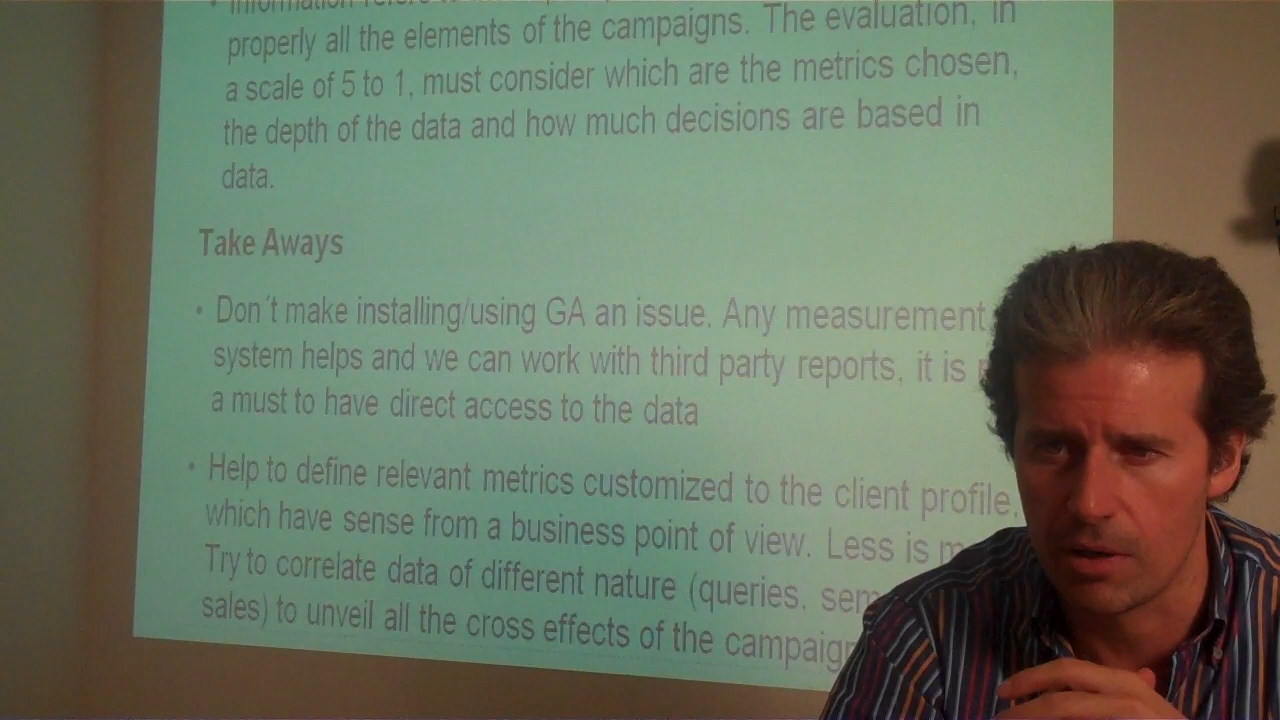 • Information refers to
properly all the elements of the campaigns. The evaluation, in
a scale of 5 to 1, must consider which are the metrics chosen,
the depth of the data and how much decisions are based in
data.
Take Aways
• Don´t make installing/using GA an issue. Any measurement
system helps and we can work with third party reports, it is
a must to have direct access to the data
• Help to define relevant metrics customized to the client profile,
which have sense from a business point of view. Less is
Try to correlate data of different nature (queries, sem
sales) to unveil all the cross effects of the campaign